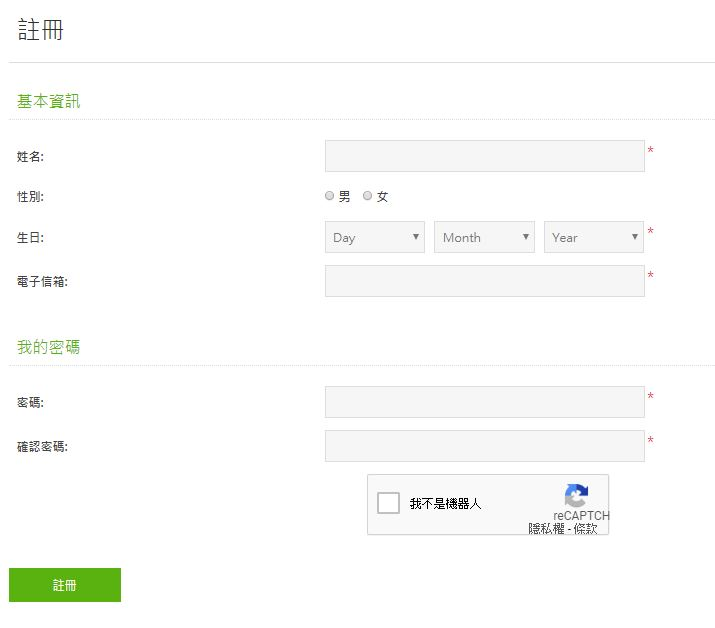 註冊
基本資訊
姓名: *
性別: 男 女
生日: Day Month Year *
電子信箱: *
我的密碼
密碼: *
確認密碼: *
我不是機器人
reCAPTCH
隱私權 - 條款
註冊